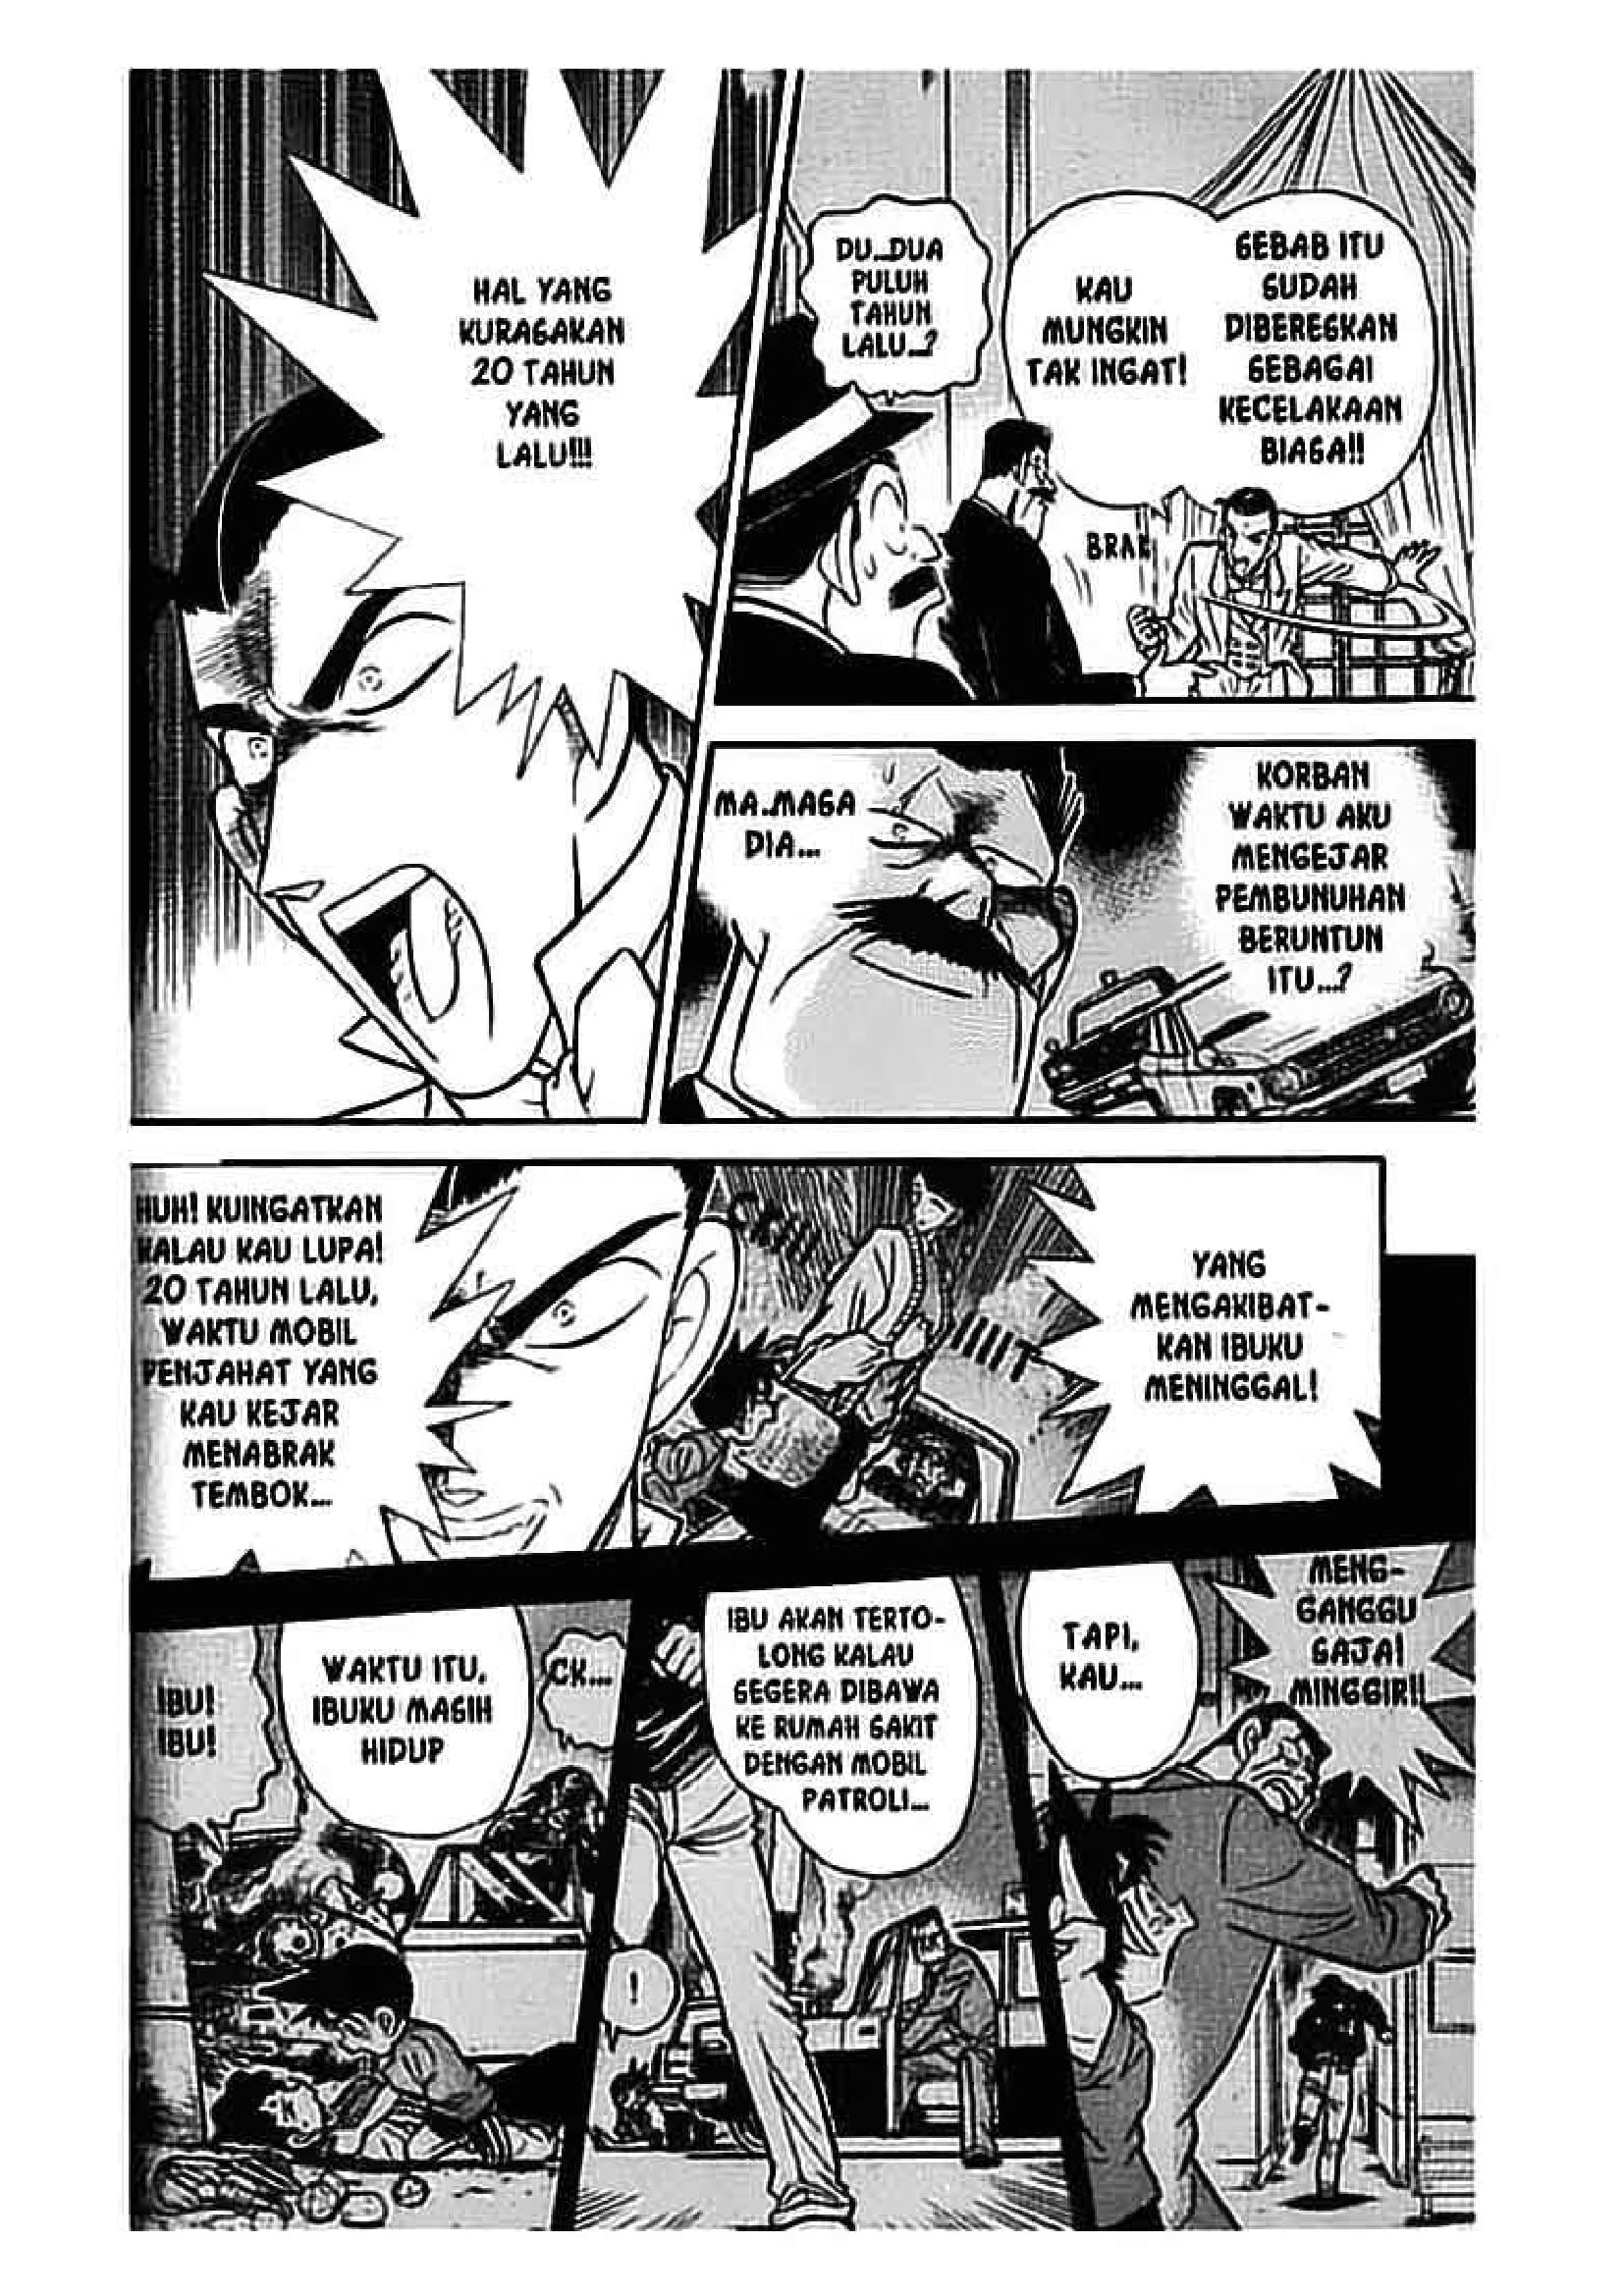 HAL YANG
KURASAKAN
20 TAHUN
YANG
LALU!!!
DU...DUA
PULUH
TAHUN
LALU...?
KAU
MUNGKIN
TAK INGAT!
SEBAB ITU
SUDAH
DIBERESKAN
SEBAGAI
KECELAKAAN
BIASA!!
BRAK
MA..MASA
DIA...
KORBAN
WAKTU AKU
MENGEJAR
PEMBUNUHAN
BERUNTUN
ITU...?
HUH! KUINGATKAN
KALAU KAU LUPA!
20 TAHUN LALU,
WAKTU MOBIL
PENJAHAT YANG
KAU KEJAR
MENABRAK
TEMBOK...
CKIII
IIIIT
YANG
MENGAKIBAT-
KAN IBUKU
MENINGGAL!
IBU!
IBU!
WAKTU ITU,
IBUKU MASIH
HIDUP
CK...
!
IBU AKAN TERTO-
LONG KALAU
SEGERA DIBAWA
KE RUMAH SAKIT
DENGAN MOBIL
PATROLI...
TAPI,
KAU...
MENG-
GANGGU
SAJA!
MINGGIR!!